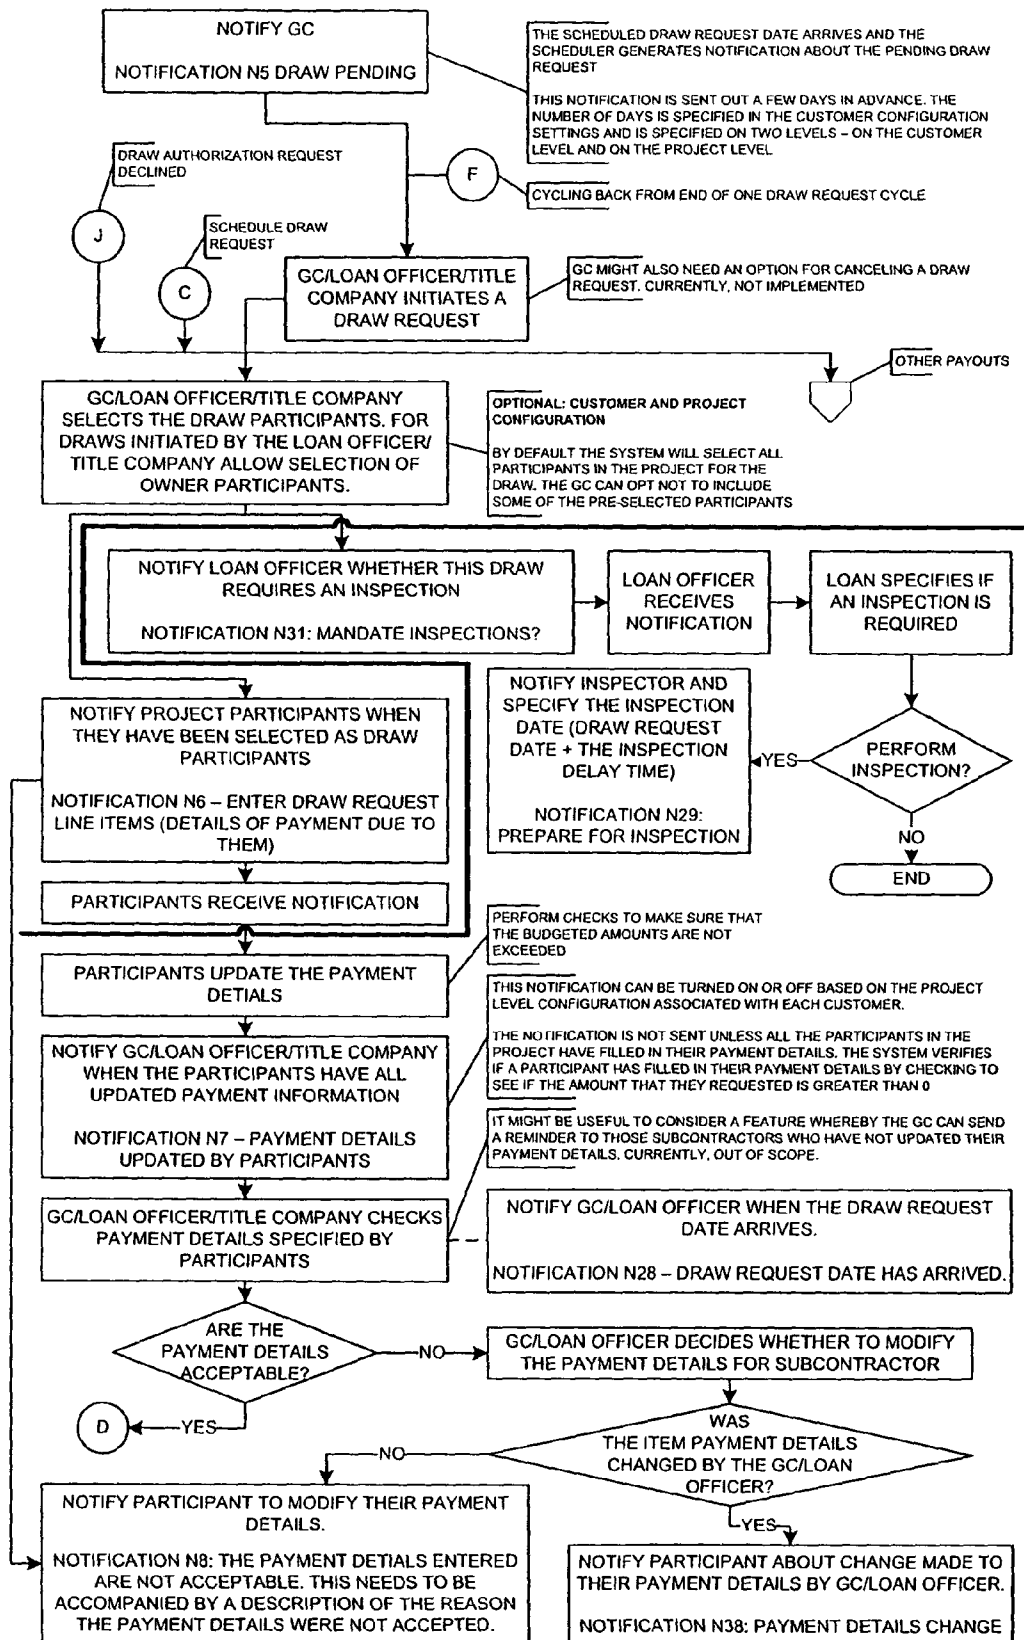 NOTIFY GC
NOTIFICATION N5 DRAW PENDING
THE SCHEDULED DRAW REQUEST DATE ARRIVES AND THE
SCHEDULER GENERATES NOTIFICATION ABOUT THE PENDING DRAW
REQUEST
THIS NOTIFICATION IS SENT OUT A FEW DAYS IN ADVANCE. THE
NUMBER OF DAYS IS SPECIFIED IN THE CUSTOMER CONFIGURATION
SETTINGS AND IS SPECIFIED ON TWO LEVELS – ON THE CUSTOMER
LEVEL AND ON THE PROJECT LEVEL
DRAW AUTHORIZATION REQUEST
DECLINED
F
CYCLING BACK FROM END OF ONE DRAW REQUEST CYCLE
J
SCHEDULE DRAW
REQUEST
C
GC/LOAN OFFICER/TITLE
COMPANY INITIATES A
DRAW REQUEST
GC MIGHT ALSO NEED AN OPTION FOR CANCELING A DRAW
REQUEST. CURRENTLY, NOT IMPLEMENTED
OTHER PAYOUTS
GC/LOAN OFFICER/TITLE COMPANY
SELECTS THE DRAW PARTICIPANTS. FOR
DRAWS INITIATED BY THE LOAN OFFICER/
TITLE COMPANY ALLOW SELECTION OF
OWNER PARTICIPANTS.
OPTIONAL: CUSTOMER AND PROJECT
CONFIGURATION
BY DEFAULT THE SYSTEM WILL SELECT ALL
PARTICIPANTS IN THE PROJECT FOR THE
DRAW. THE GC CAN OPT NOT TO INCLUDE
SOME OF THE PRE-SELECTED PARTICIPANTS
NOTIFY LOAN OFFICER WHETHER THIS DRAW
REQUIRES AN INSPECTION
NOTIFICATION N31: MANDATE INSPECTIONS?
LOAN OFFICER
RECEIVES
NOTIFICATION
LOAN SPECIFIES IF
AN INSPECTION IS
REQUIRED
NOTIFY INSPECTOR AND
SPECIFY THE INSPECTION
DATE (DRAW REQUEST
DATE + THE INSPECTION
DELAY TIME)
NOTIFICATION N29:
PREPARE FOR INSPECTION
YES
PERFORM
INSPECTION?
NO
END
NOTIFY PROJECT PARTICIPANTS WHEN
THEY HAVE BEEN SELECTED AS DRAW
PARTICIPANTS
NOTIFICATION N6 – ENTER DRAW REQUEST
LINE ITEMS (DETAILS OF PAYMENT DUE TO
THEM)
PARTICIPANTS RECEIVE NOTIFICATION
PERFORM CHECKS TO MAKE SURE THAT
THE BUDGETED AMOUNTS ARE NOT
EXCEEDED
PARTICIPANTS UPDATE THE PAYMENT
DETIALS
THIS NOTIFICATION CAN BE TURNED ON OR OFF BASED ON THE PROJECT
LEVEL CONFIGURATION ASSOCIATED WITH EACH CUSTOMER.
THE NOTIFICATION IS NOT SENT UNLESS ALL THE PARTICIPANTS IN THE
PROJECT HAVE FILLED IN THEIR PAYMENT DETAILS. THE SYSTEM VERIFIES
IF A PARTICIPANT HAS FILLED IN THEIR PAYMENT DETAILS BY CHECKING TO
SEE IF THE AMOUNT THAT THEY REQUESTED IS GREATER THAN 0
NOTIFY GC/LOAN OFFICER/TITLE COMPANY
WHEN THE PARTICIPANTS HAVE ALL
UPDATED PAYMENT INFORMATION
NOTIFICATION N7 – PAYMENT DETAILS
UPDATED BY PARTICIPANTS
IT MIGHT BE USEFUL TO CONSIDER A FEATURE WHEREBY THE GC CAN SEND
A REMINDER TO THOSE SUBCONTRACTORS WHO HAVE NOT UPDATED THEIR
PAYMENT DETAILS. CURRENTLY, OUT OF SCOPE.
GC/LOAN OFFICER/TITLE COMPANY CHECKS
PAYMENT DETAILS SPECIFIED BY
PARTICIPANTS
NOTIFY GC/LOAN OFFICER WHEN THE DRAW REQUEST
DATE ARRIVES.
NOTIFICATION N28 – DRAW REQUEST DATE HAS ARRIVED.
ARE THE
PAYMENT DETAILS
ACCEPTABLE?
NO
GC/LOAN OFFICER DECIDES WHETHER TO MODIFY
THE PAYMENT DETAILS FOR SUBCONTRACTOR
D
YES
WAS
THE ITEM PAYMENT DETAILS
CHANGED BY THE GC/LOAN
OFFICER?
NO
YES
NOTIFY PARTICIPANT TO MODIFY THEIR PAYMENT
DETAILS.
NOTIFICATION N8: THE PAYMENT DETIALS ENTERED
ARE NOT ACCEPTABLE. THIS NEEDS TO BE
ACCOMPANIED BY A DESCRIPTION OF THE REASON
THE PAYMENT DETAILS WERE NOT ACCEPTED.
NOTIFY PARTICIPANT ABOUT CHANGE MADE TO
THEIR PAYMENT DETAILS BY GC/LOAN OFFICER.
NOTIFICATION N38: PAYMENT DETAILS CHANGE